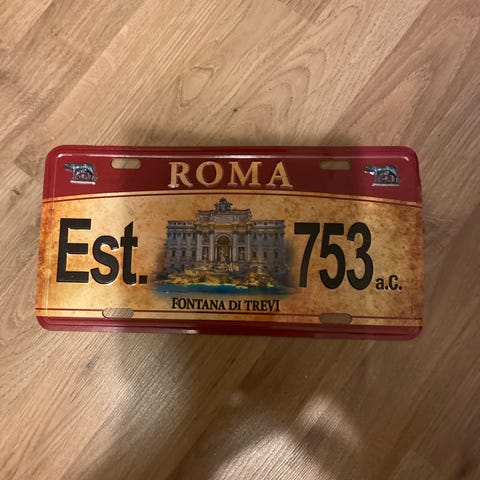 ROMA
Est. 753 a.C.
FONTANA DI TREVI